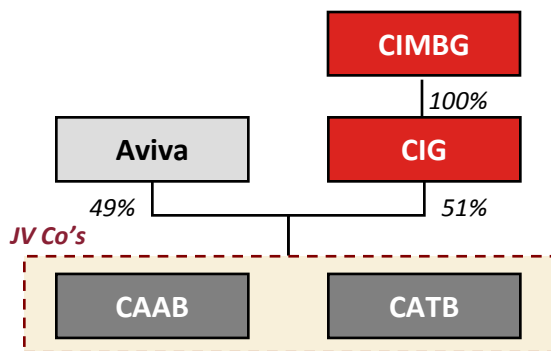 CIMBG
100%
Aviva
CIG
49%
51%
JV Co's
CAAB
CATB